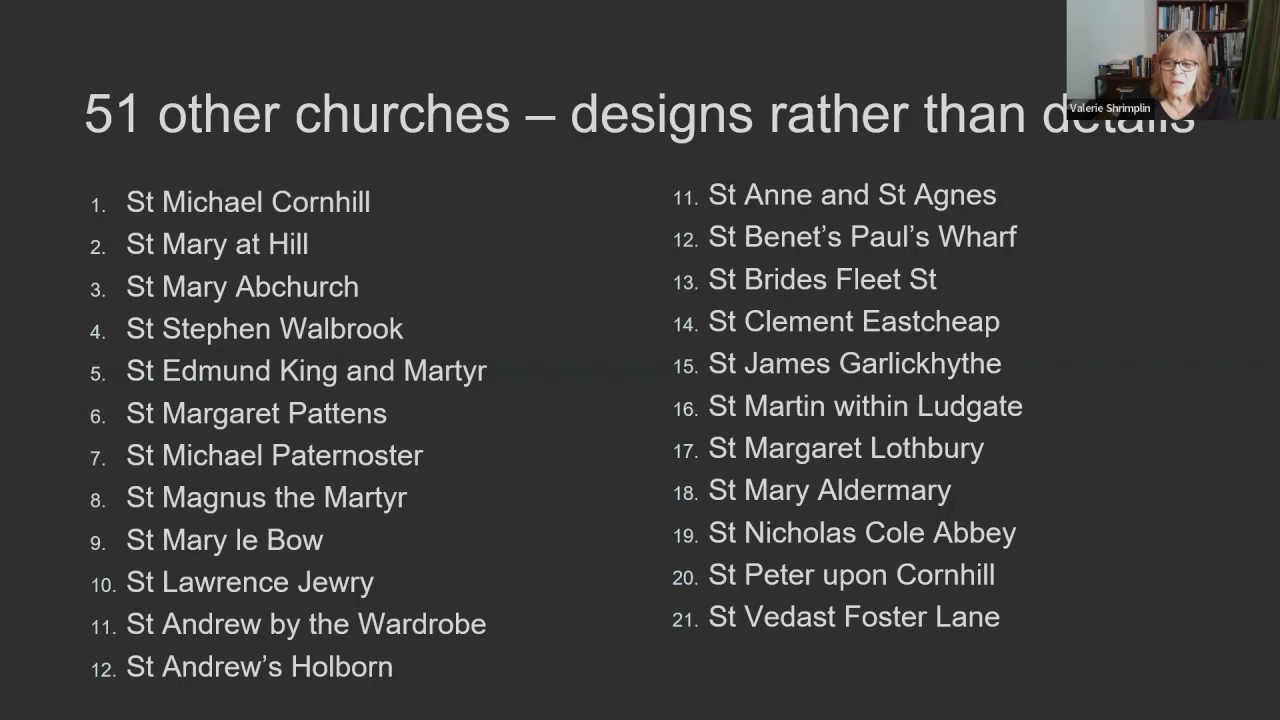 51 other churches – designs rather than details
Valerie Shrimplin
1. St Michael Cornhill
2. St Mary at Hill
3. St Mary Abchurch
4. St Stephen Walbrook
5. St Edmund King and Martyr
6. St Margaret Pattens
7. St Michael Paternoster
8. St Magnus the Martyr
9. St Mary le Bow
10. St Lawrence Jewry
11. St Andrew by the Wardrobe
12. St Andrew’s Holborn
11. St Anne and St Agnes
12. St Benet’s Paul’s Wharf
13. St Brides Fleet St
14. St Clement Eastcheap
15. St James Garlickhythe
16. St Martin within Ludgate
17. St Margaret Lothbury
18. St Mary Aldermary
19. St Nicholas Cole Abbey
20. St Peter upon Cornhill
21. St Vedast Foster Lane